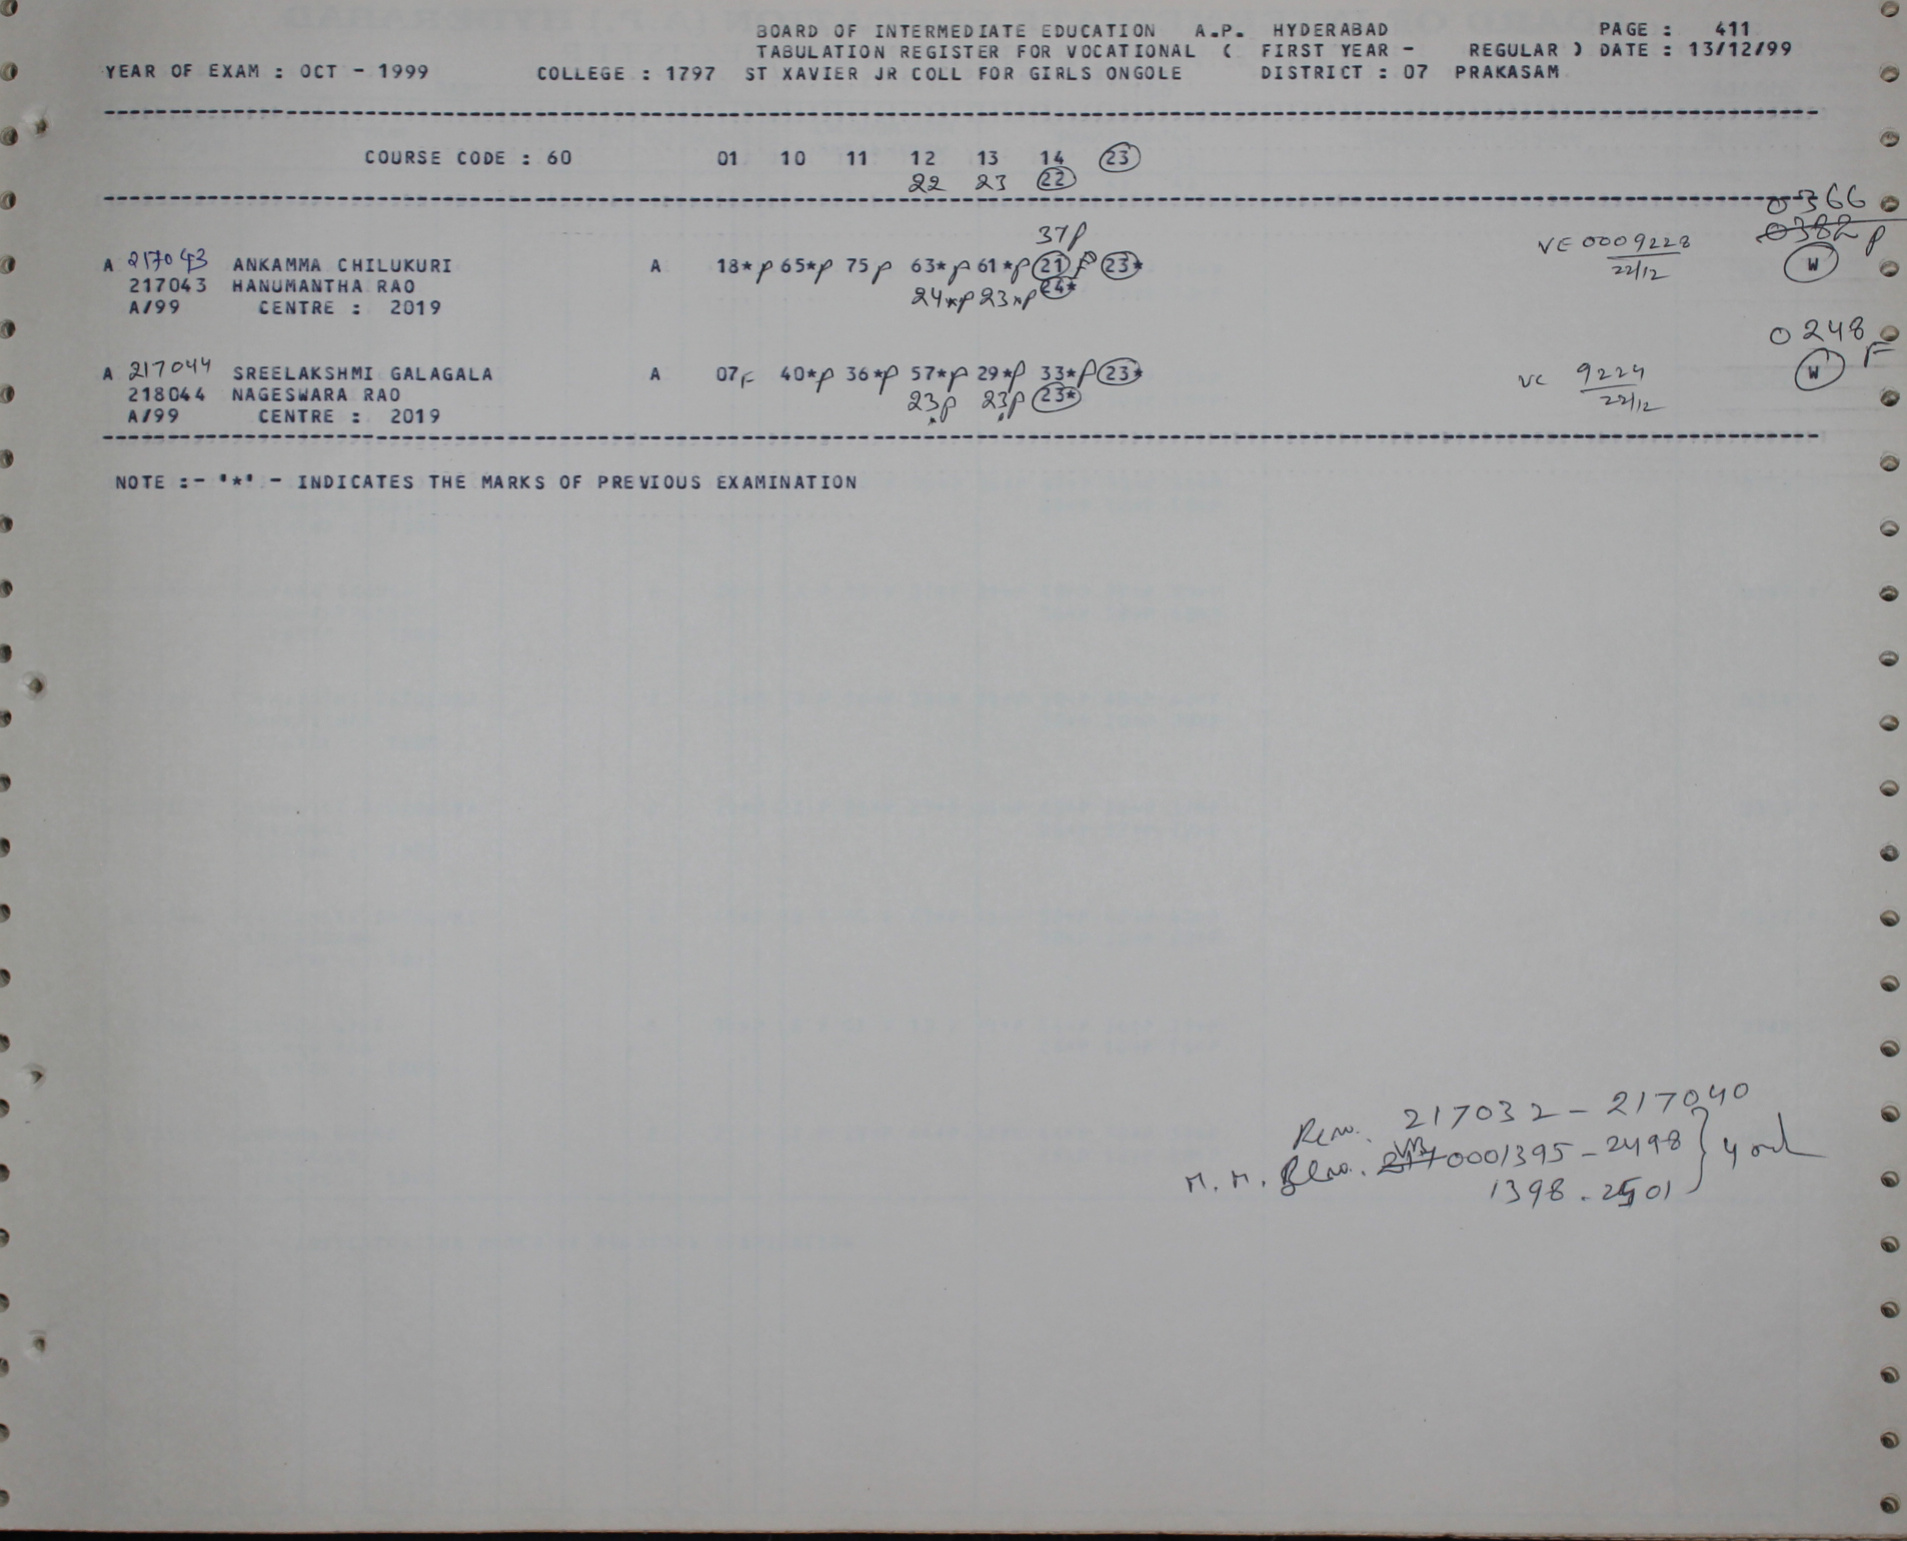 BOARD OF INTERMEDIATE EDUCATION A.P. HYDERABAD PAGE : 411
TABULATION REGISTER FOR VOCATIONAL ( FIRST YEAR - REGULAR ) DATE : 13/12/99
YEAR OF EXAM : OCT - 1999 COLLEGE : 1797 ST XAVIER JR COLL FOR GIRLS ONGOLE DISTRICT : 07 PRAKASAM
COURSE CODE : 60 01 10 11 12 13 14 23
22 23 22
0366
37P
VE 0009228 0382 P
A 217043 ANKAMMA CHILUKURI A 18*P 65*P 75P 63*P 61*P 21 F 23* 22/12 W
217043 HANUMANTHA RAO 24*P 23*P 24*
A/99 CENTRE : 2019
0248
A 217044 SREELAKSHMI GALAGALA A 07F 40*P 36*P 57*P 29*P 33*P 23* 9224 W F
218044 NAGESWARA RAO 23P 23P 23* 22/12
A/99 CENTRE : 2019
NOTE :- '*' - INDICATES THE MARKS OF PREVIOUS EXAMINATION
217032 - 217040
M. M. 0001395 - 2498
1398 - 2501